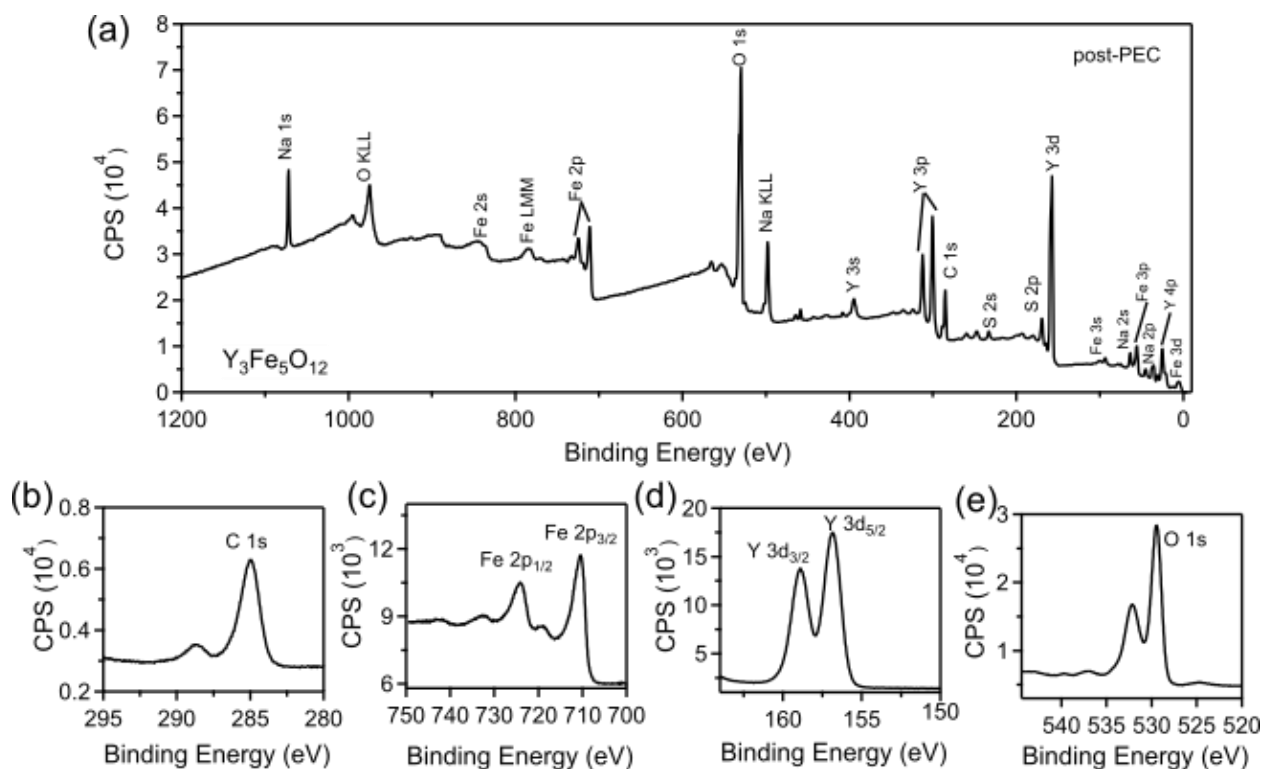 (a)
CPS (10⁴)
8
7
6
5
4
3
2
1
0
Na 1s
O KLL
Fe 2s
Fe LMM
Fe 2p
O 1s
Na KLL
Y 3s
Y 3p
C 1s
S 2s
S 2p
Y 3d
Fe 3s
Na 2s
Fe 3p
Na 2p
Y 4p
Fe 3d
post-PEC
Y₃Fe₅O₁₂
1200 1000 800 600 400 200 0
Binding Energy (eV)
(b)
CPS (10⁴)
0.8
0.6
0.4
0.2
C 1s
295 290 285 280
Binding Energy (eV)
(c)
CPS (10³)
12
9
6
Fe 2p₁/₂
Fe 2p₃/₂
750 740 730 720 710 700
Binding Energy (eV)
(d)
CPS (10³)
20
15
10
5
Y 3d₃/₂
Y 3d₅/₂
160 155 150
Binding Energy (eV)
(e)
CPS (10⁴)
3
2
1
O 1s
540 535 530 525 520
Binding Energy (eV)